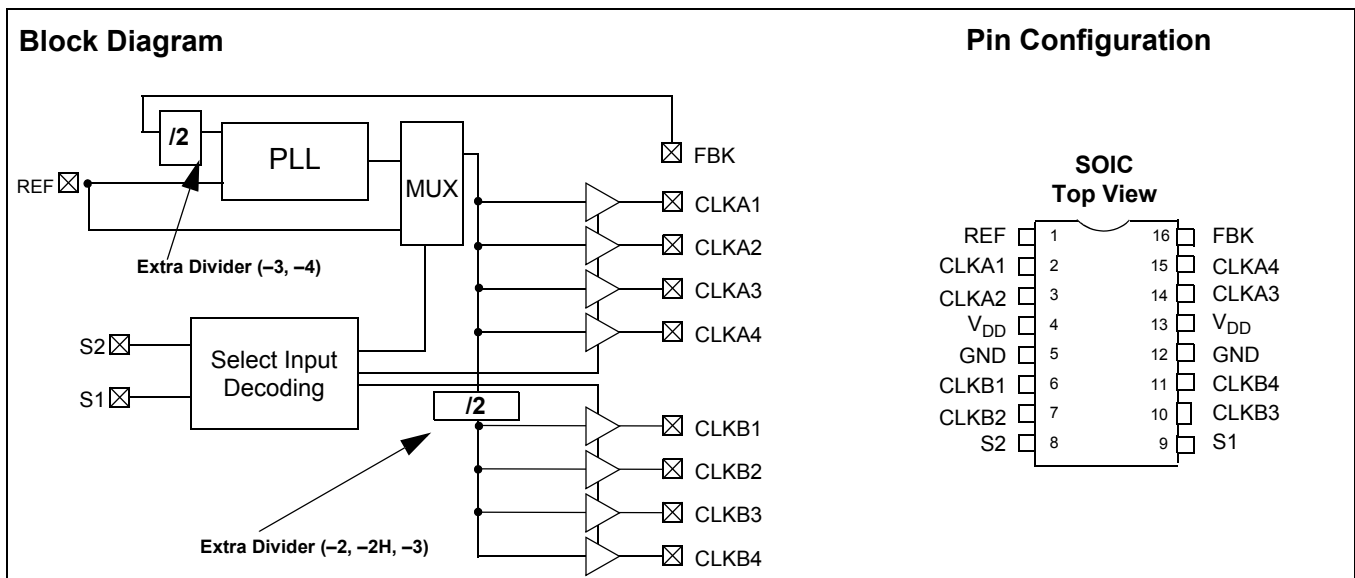 Block Diagram
/2
PLL
MUX
REF
FBK
CLKA1
CLKA2
CLKA3
CLKA4
Extra Divider (–3, –4)
S2
S1
Select Input
Decoding
/2
CLKB1
CLKB2
CLKB3
CLKB4
Extra Divider (–2, –2H, –3)
Pin Configuration
SOIC
Top View
REF 1 16 FBK
CLKA1 2 15 CLKA4
CLKA2 3 14 CLKA3
VDD 4 13 VDD
GND 5 12 GND
CLKB1 6 11 CLKB4
CLKB2 7 10 CLKB3
S2 8 9 S1